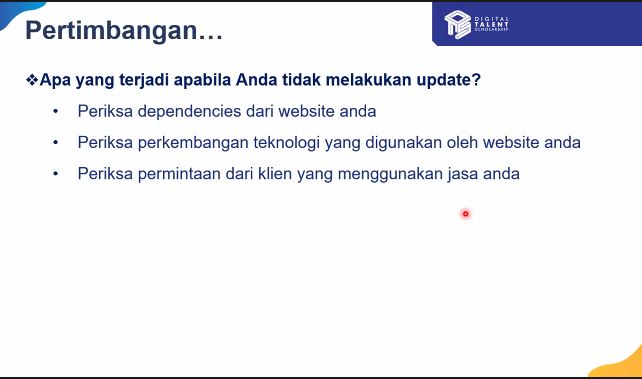 Pertimbangan...
DIGITAL
TALENT
SCHOLARSHIP
❖Apa yang terjadi apabila Anda tidak melakukan update?
• Periksa dependencies dari website anda
• Periksa perkembangan teknologi yang digunakan oleh website anda
• Periksa permintaan dari klien yang menggunakan jasa anda